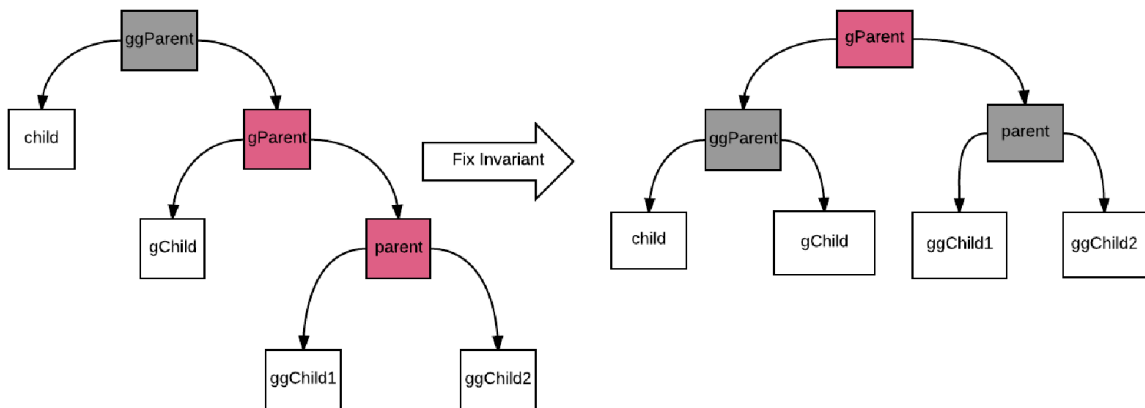 ggParent
child
gParent
gChild
parent
ggChild1
ggChild2
Fix Invariant
gParent
ggParent
parent
child
gChild
ggChild1
ggChild2